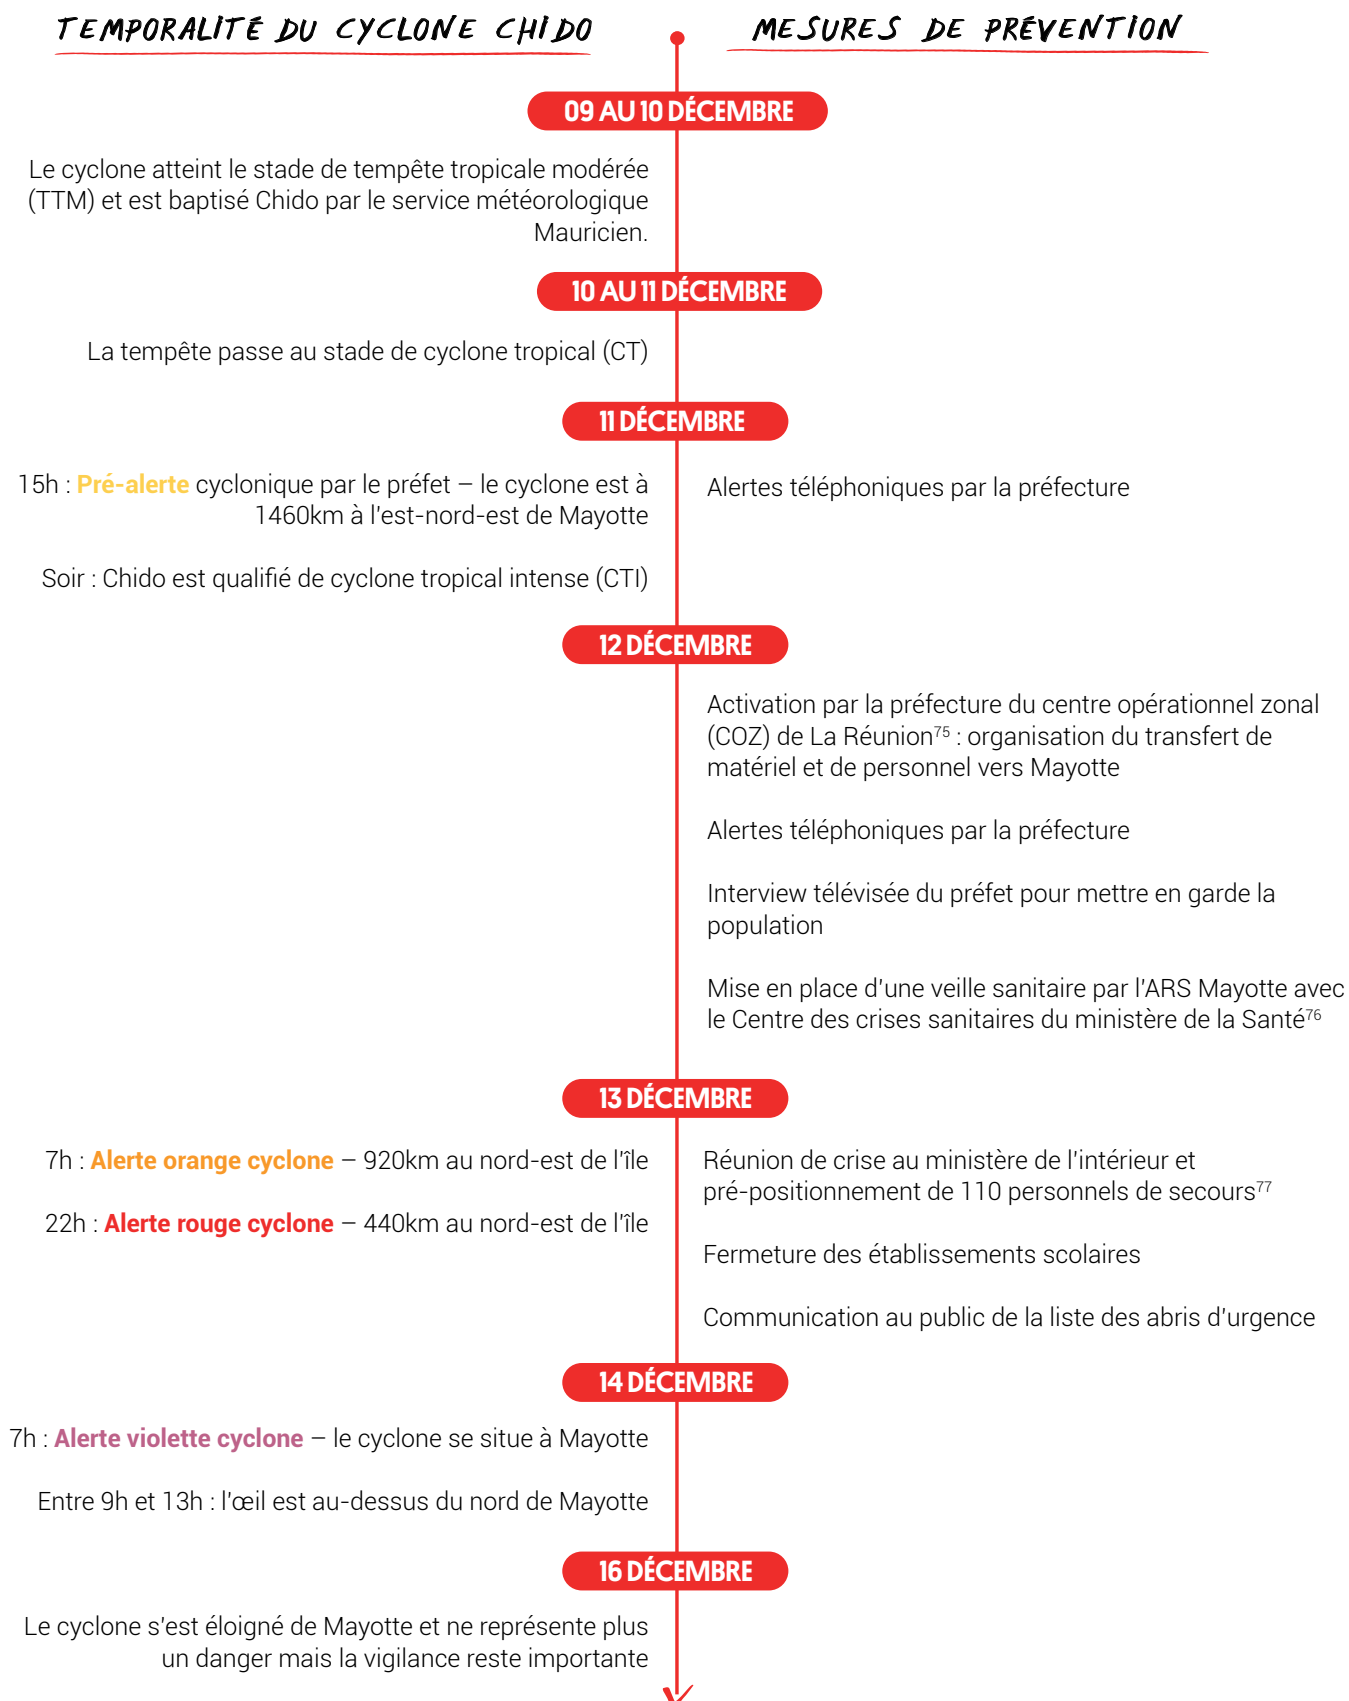 TEMPORALITÉ DU CYCLONE CHIDO
MESURES DE PRÉVENTION
09 AU 10 DÉCEMBRE
Le cyclone atteint le stade de tempête tropicale modérée
(TTM) et est baptisé Chido par le service météorologique
Mauricien.
10 AU 11 DÉCEMBRE
La tempête passe au stade de cyclone tropical (CT)
11 DÉCEMBRE
15h : Pré-alerte cyclonique par le préfet – le cyclone est à
1460km à l'est-nord-est de Mayotte
Soir : Chido est qualifié de cyclone tropical intense (CTI)
Alertes téléphoniques par la préfecture
12 DÉCEMBRE
Activation par la préfecture du centre opérationnel zonal
(COZ) de La Réunion⁷⁵ : organisation du transfert de
matériel et de personnel vers Mayotte
Alertes téléphoniques par la préfecture
Interview télévisée du préfet pour mettre en garde la
population
Mise en place d'une veille sanitaire par l'ARS Mayotte avec
le Centre des crises sanitaires du ministère de la Santé⁷⁶
13 DÉCEMBRE
7h : Alerte orange cyclone – 920km au nord-est de l'île
22h : Alerte rouge cyclone – 440km au nord-est de l'île
Réunion de crise au ministère de l'intérieur et
pré-positionnement de 110 personnels de secours⁷⁷
Fermeture des établissements scolaires
Communication au public de la liste des abris d'urgence
14 DÉCEMBRE
7h : Alerte violette cyclone – le cyclone se situe à Mayotte
Entre 9h et 13h : l'œil est au-dessus du nord de Mayotte
16 DÉCEMBRE
Le cyclone s'est éloigné de Mayotte et ne représente plus
un danger mais la vigilance reste importante